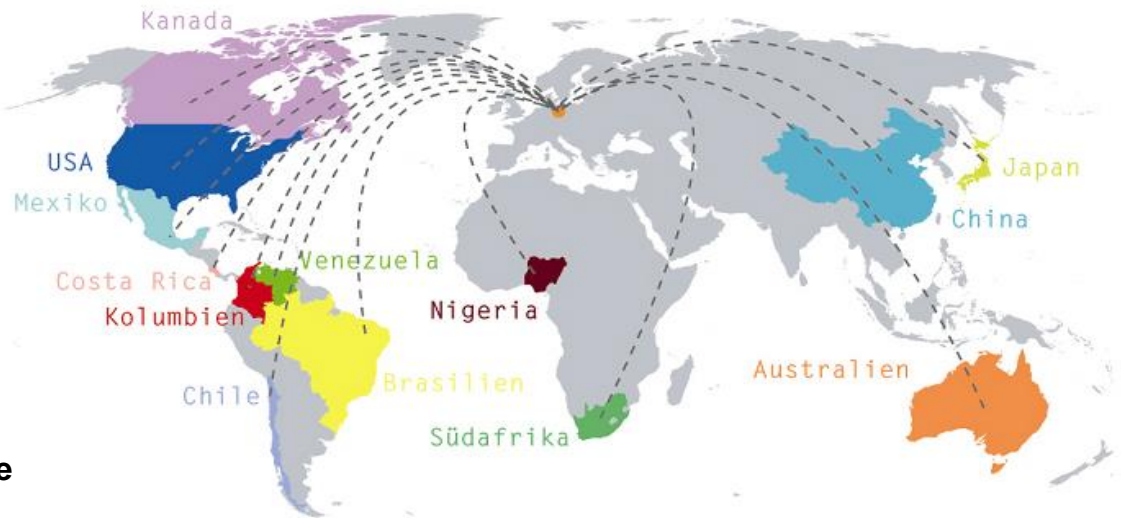 Kanada
USA
Japan
Mexiko
China
Venezuela
Costa Rica
Nigeria
Kolumbien
Australien
Brasilien
Chile
Südafrika
e